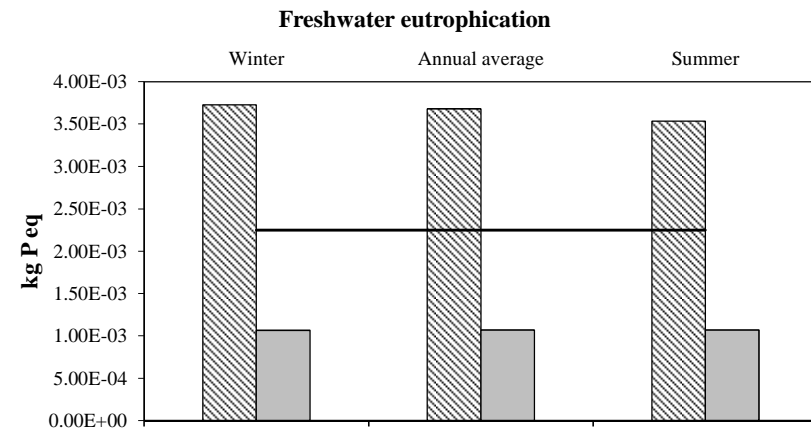 Freshwater eutrophication
Winter Annual average Summer
4.00E-03
3.50E-03
3.00E-03
2.50E-03
2.00E-03
1.50E-03
1.00E-03
5.00E-04
0.00E+00
kg P eq